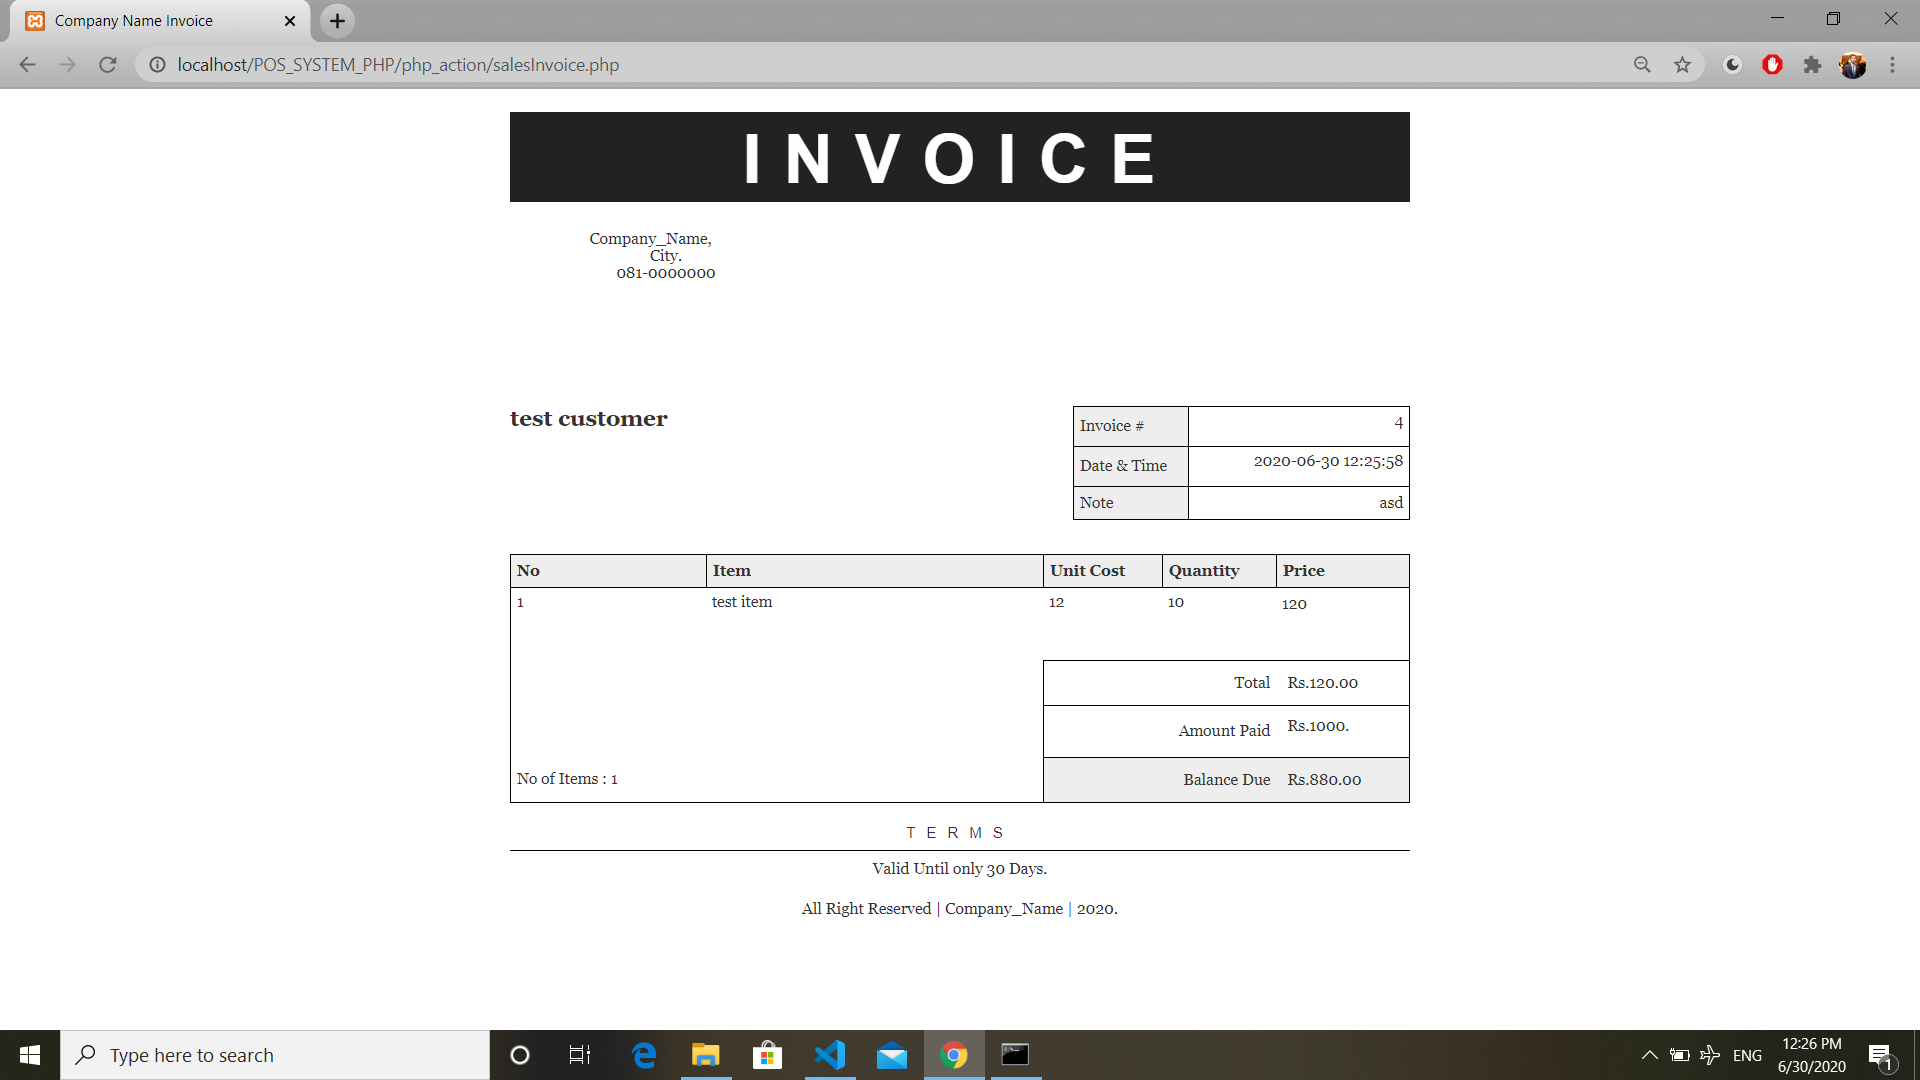 Company Name Invoice
localhost/POS_SYSTEM_PHP/php_action/salesInvoice.php
INVOICE
Company_Name,
City.
081-0000000
test customer
Invoice # 4
Date & Time 2020-06-30 12:25:58
Note asd
No Item Unit Cost Quantity Price
1 test item 12 10 120
Total Rs.120.00
Amount Paid Rs.1000.
No of Items : 1 Balance Due Rs.880.00
TERMS
Valid Until only 30 Days.
All Right Reserved | Company_Name | 2020.
Type here to search
ENG
12:26 PM
6/30/2020
1